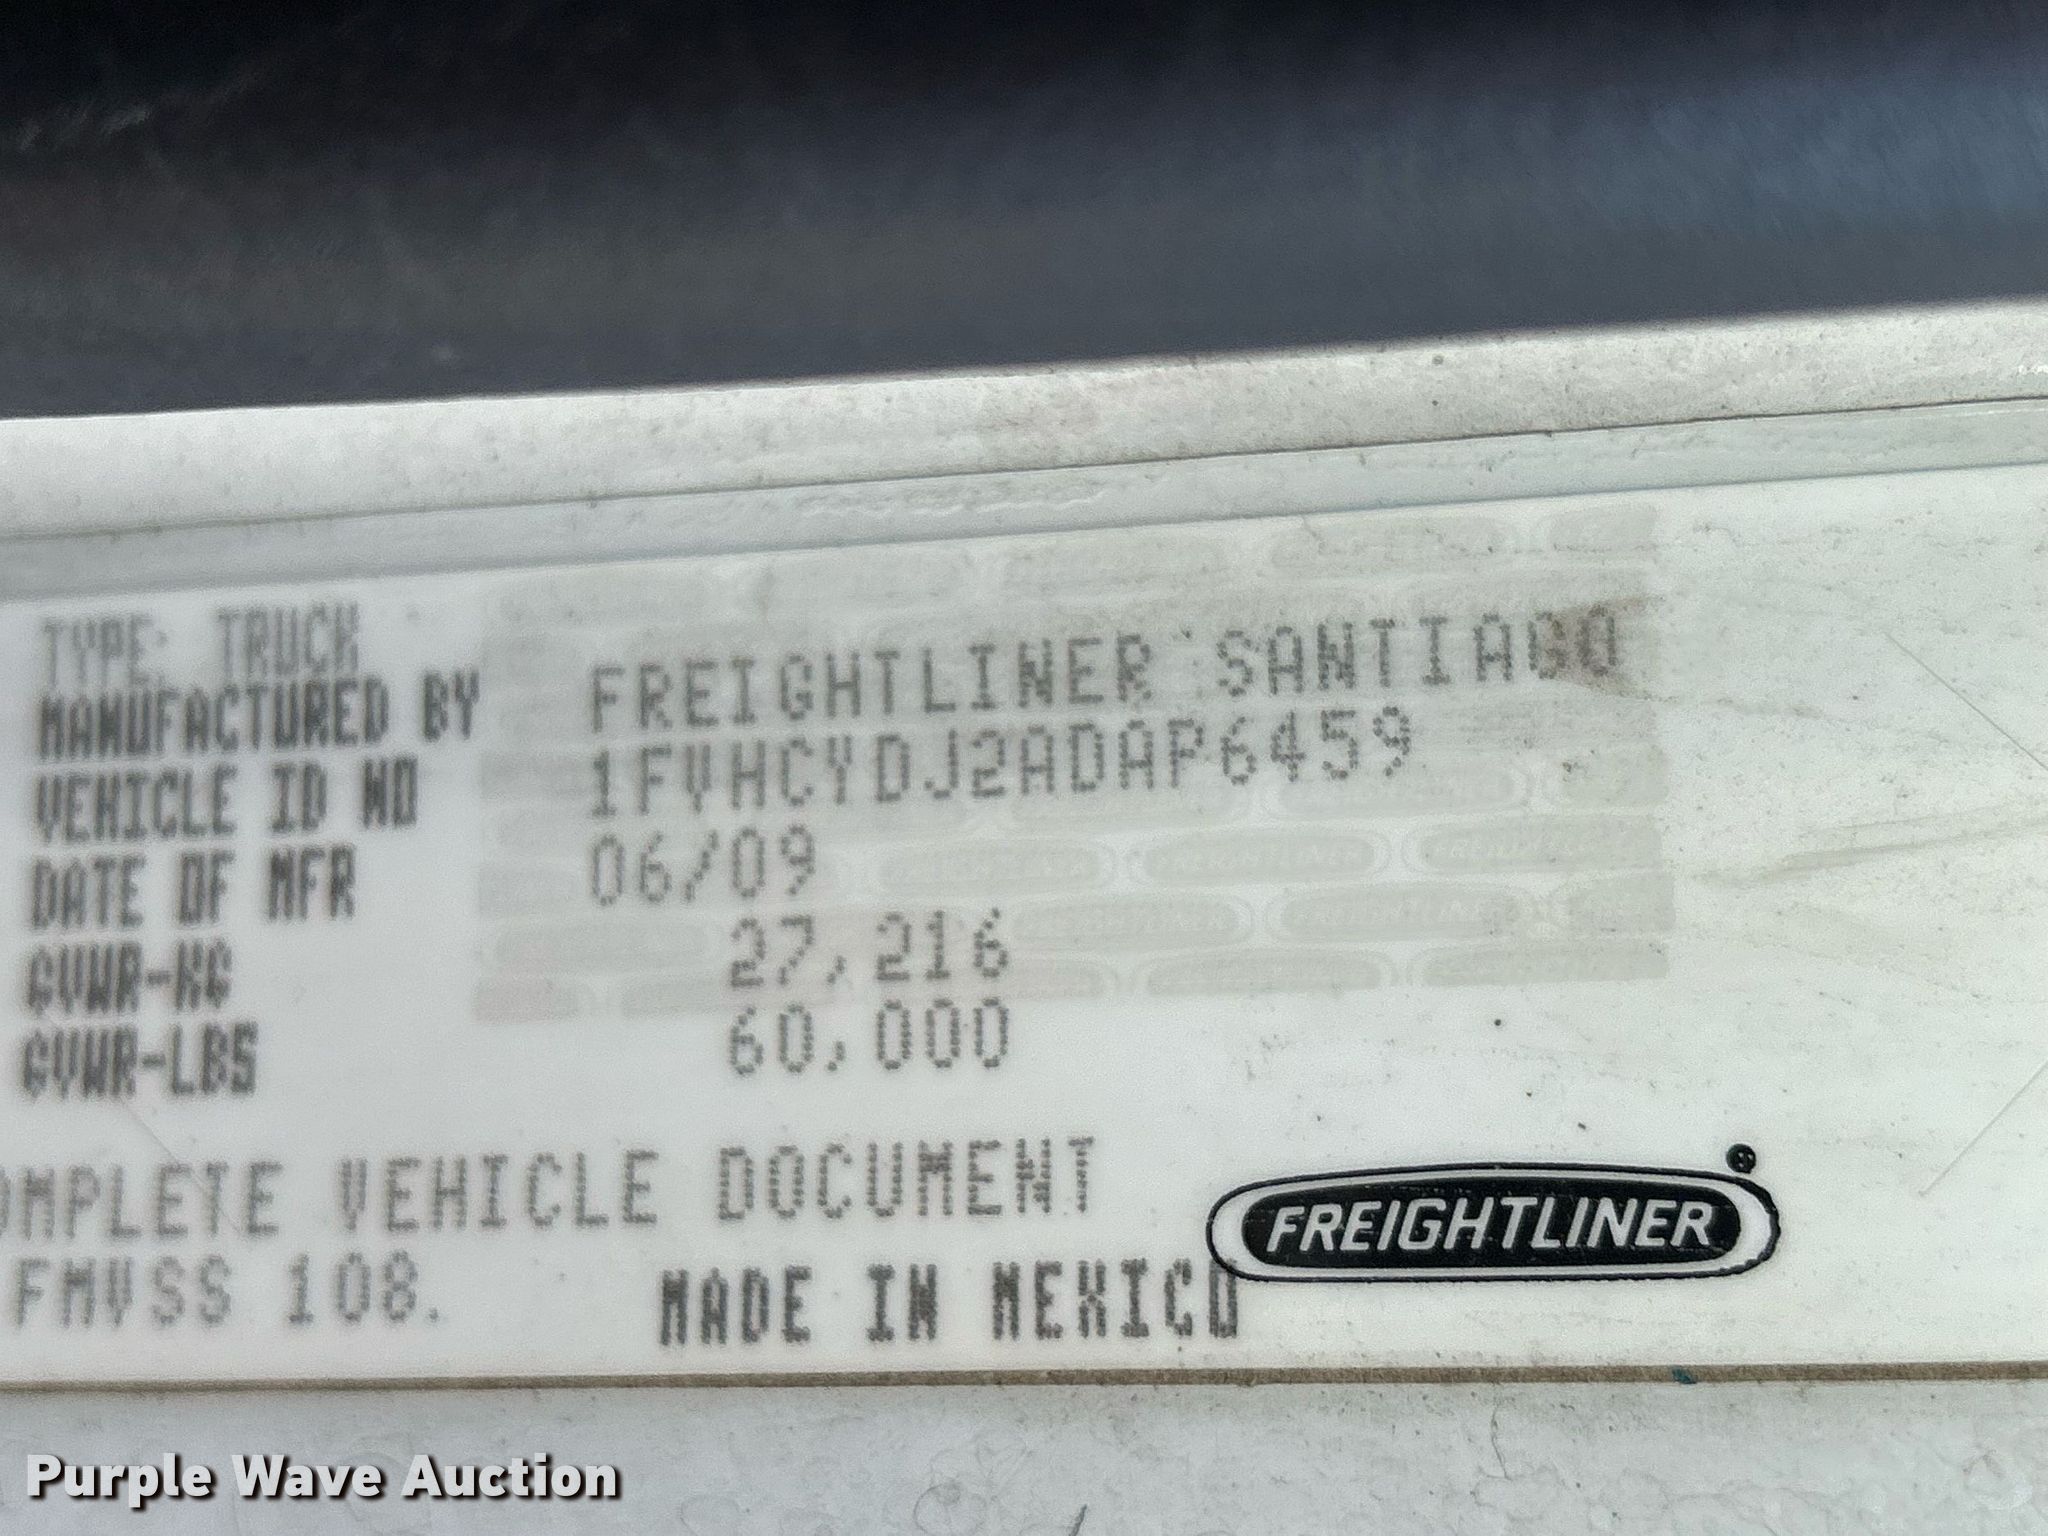 TYPE: TRUCK
MANUFACTURED BY FREIGHTLINER SANTIAGO
VEHICLE ID NO 1FVHCYDJ2ADAP6459
DATE OF MFR 06/09
GVWR-KG 27,216
GVWR-LBS 60,000
OMPLETE VEHICLE DOCUMENT
FMVSS 108.
MADE IN MEXICO
FREIGHTLINER®
Purple Wave Auction